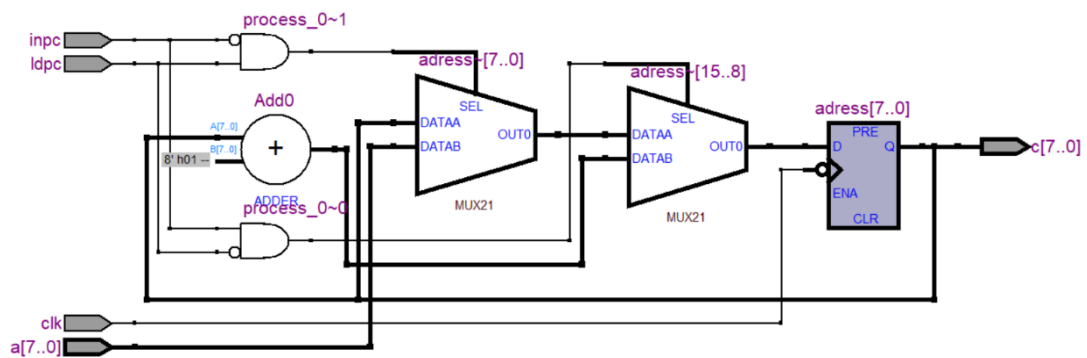 process_0~1
inpc
ldpc
adress~[7..0]
adress~[15..8]
Add0
SEL
SEL
adress[7..0]
A[7..0]
B[7..0]
8' h01 --
+
ADDER
DATAA
DATAB
OUT0
MUX21
DATAA
DATAB
OUT0
MUX21
PRE
D
Q
ENA
CLR
c[7..0]
process_0~0
clk
a[7..0]